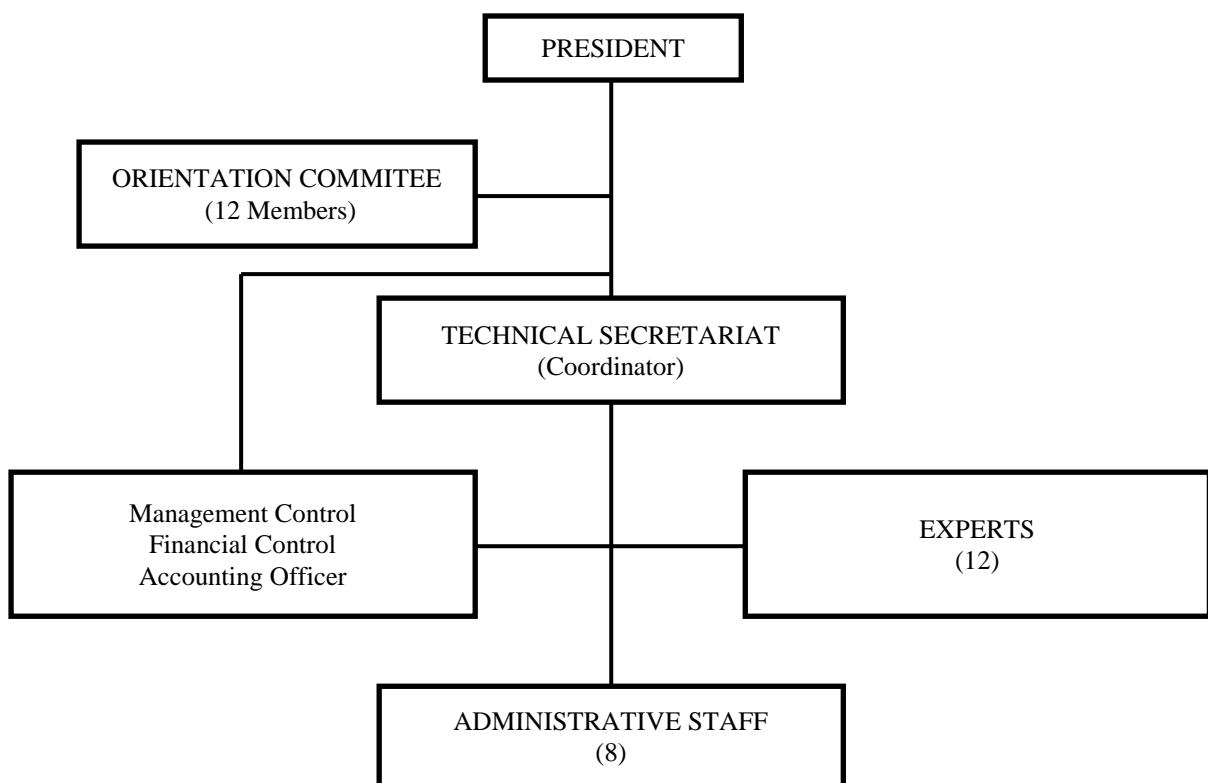 PRESIDENT
ORIENTATION COMMITEE
(12 Members)
TECHNICAL SECRETARIAT
(Coordinator)
Management Control
Financial Control
Accounting Officer
EXPERTS
(12)
ADMINISTRATIVE STAFF
(8)